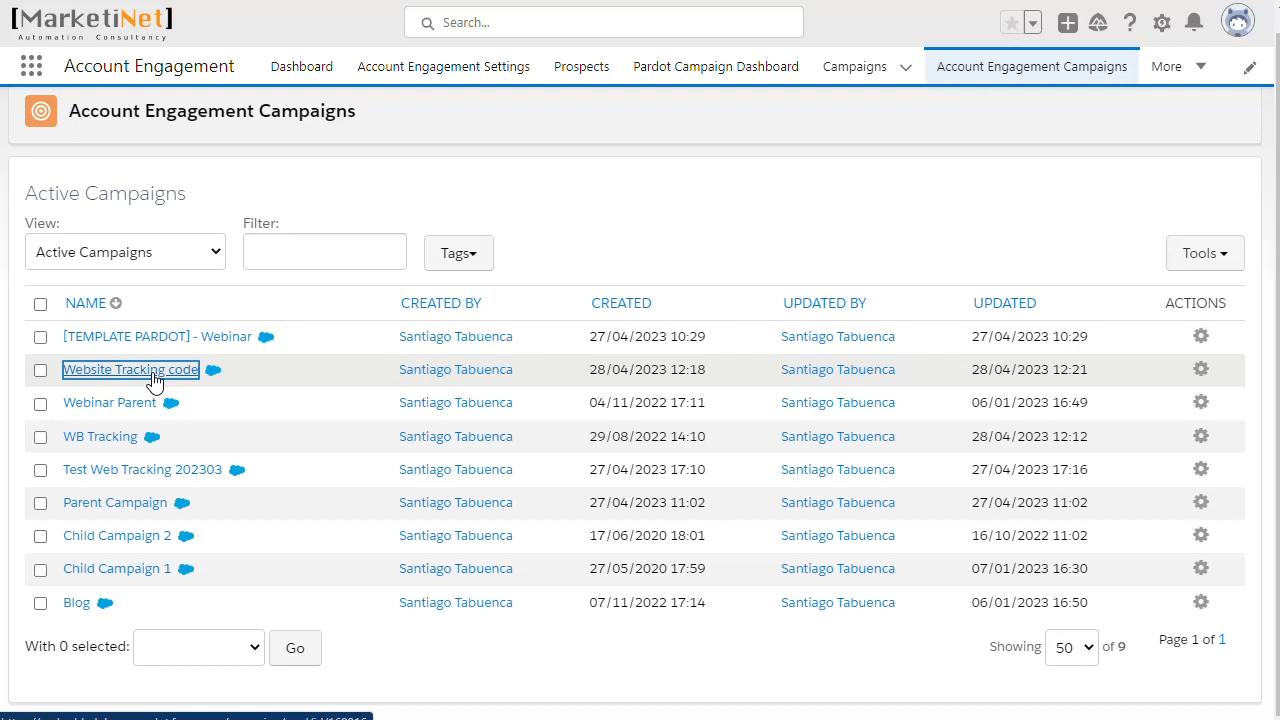 [MarketiNet]
Automation Consultancy
Search...
Account Engagement
Dashboard
Account Engagement Settings
Prospects
Pardot Campaign Dashboard
Campaigns
Account Engagement Campaigns
More
Account Engagement Campaigns
Active Campaigns
View:
Filter:
Active Campaigns
Tags
Tools
NAME CREATED BY CREATED UPDATED BY UPDATED ACTIONS
[TEMPLATE PARDOT] - Webinar Santiago Tabuenca 27/04/2023 10:29 Santiago Tabuenca 27/04/2023 10:29
Website Tracking code Santiago Tabuenca 28/04/2023 12:18 Santiago Tabuenca 28/04/2023 12:21
Webinar Parent Santiago Tabuenca 04/11/2022 17:11 Santiago Tabuenca 06/01/2023 16:49
WB Tracking Santiago Tabuenca 29/08/2022 14:10 Santiago Tabuenca 28/04/2023 12:12
Test Web Tracking 202303 Santiago Tabuenca 27/04/2023 17:10 Santiago Tabuenca 27/04/2023 17:16
Parent Campaign Santiago Tabuenca 27/04/2023 11:02 Santiago Tabuenca 27/04/2023 11:02
Child Campaign 2 Santiago Tabuenca 17/06/2020 18:01 Santiago Tabuenca 16/10/2022 11:02
Child Campaign 1 Santiago Tabuenca 27/05/2020 17:59 Santiago Tabuenca 07/01/2023 16:30
Blog Santiago Tabuenca 07/11/2022 17:14 Santiago Tabuenca 06/01/2023 16:50
With 0 selected: Go
Showing 50 of 9
Page 1 of 1